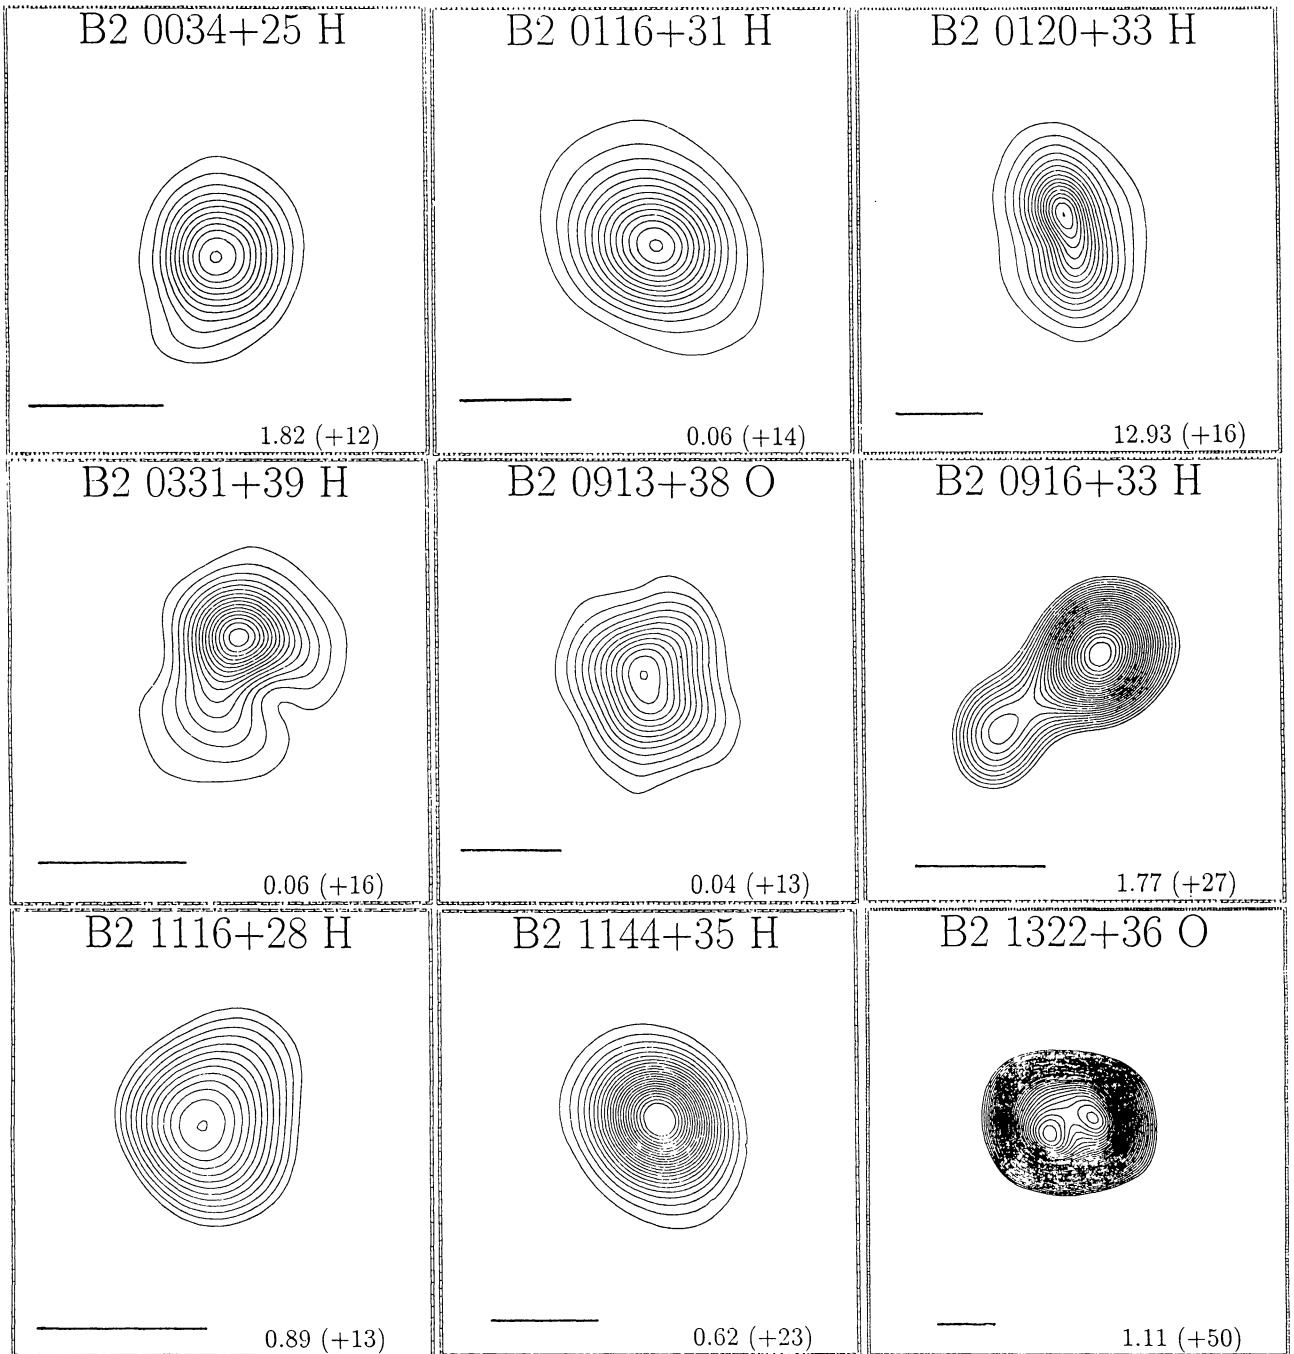 B2 0034+25 H
B2 0116+31 H
B2 0120+33 H
1.82 (+12)
0.06 (+14)
12.93 (+16)
B2 0331+39 H
B2 0913+38 O
B2 0916+33 H
0.06 (+16)
0.04 (+13)
1.77 (+27)
B2 1116+28 H
B2 1144+35 H
B2 1322+36 O
0.89 (+13)
0.62 (+23)
1.11 (+50)